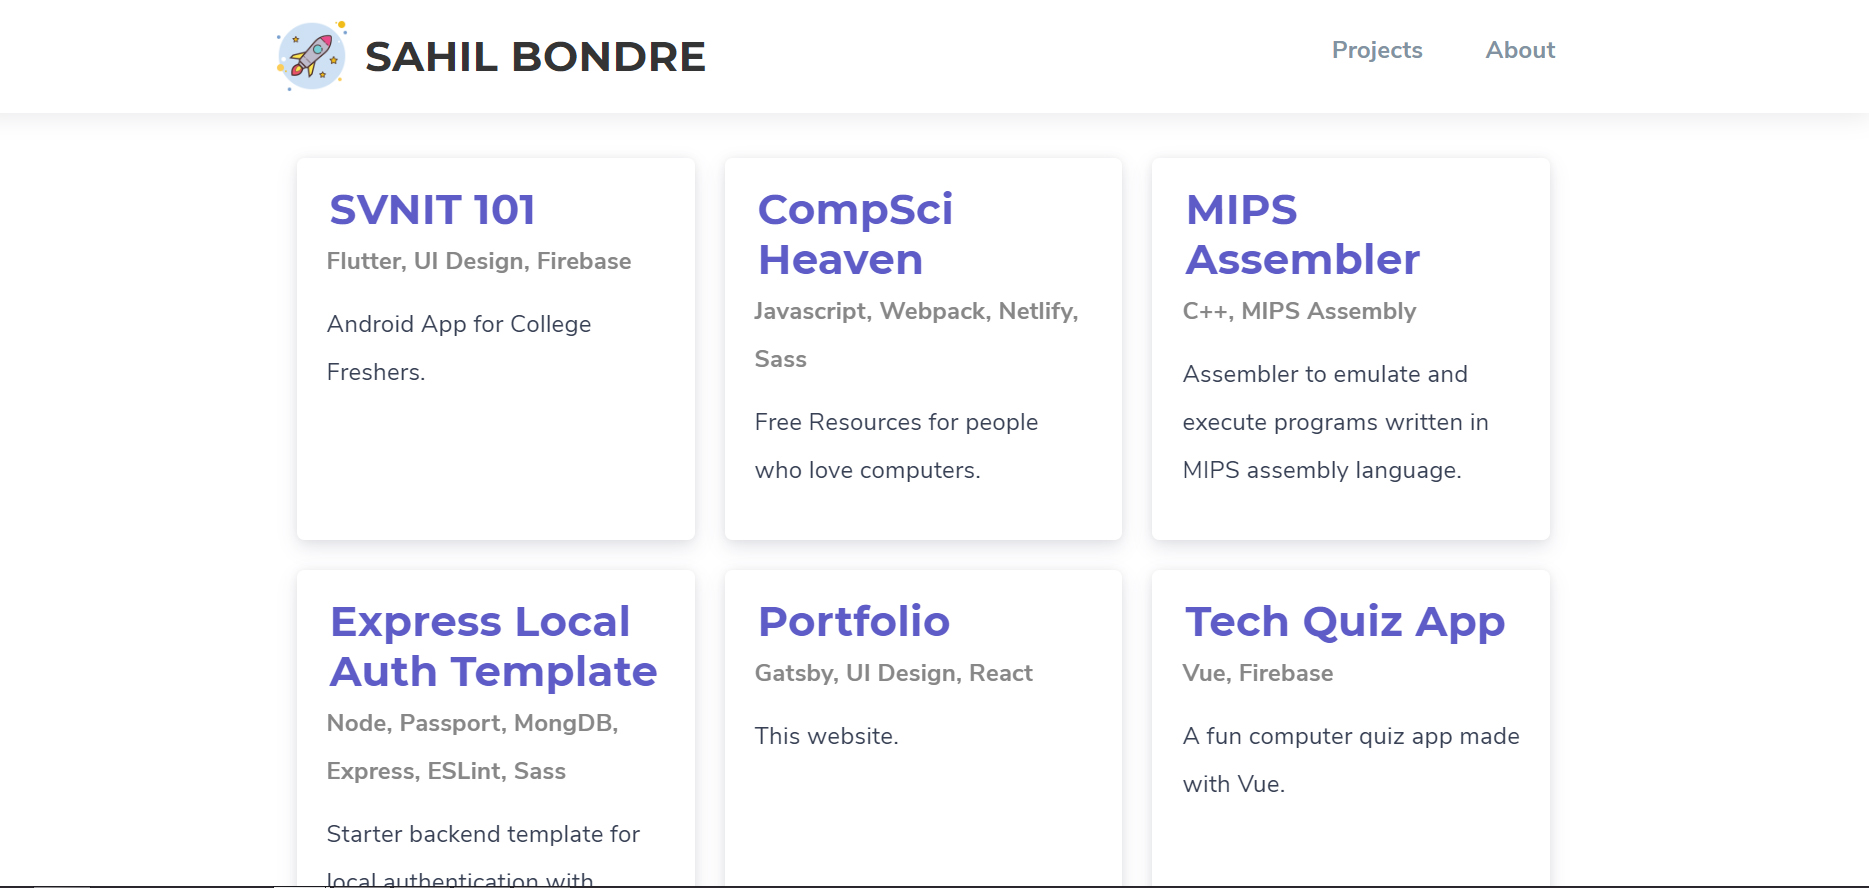 SAHIL BONDRE
Projects
About
SVNIT 101
Flutter, UI Design, Firebase
Android App for College
Freshers.
CompSci
Heaven
Javascript, Webpack, Netlify,
Sass
Free Resources for people
who love computers.
MIPS
Assembler
C++, MIPS Assembly
Assembler to emulate and
execute programs written in
MIPS assembly language.
Express Local
Auth Template
Node, Passport, MongDB,
Express, ESLint, Sass
Starter backend template for
local authentication with
Portfolio
Gatsby, UI Design, React
This website.
Tech Quiz App
Vue, Firebase
A fun computer quiz app made
with Vue.